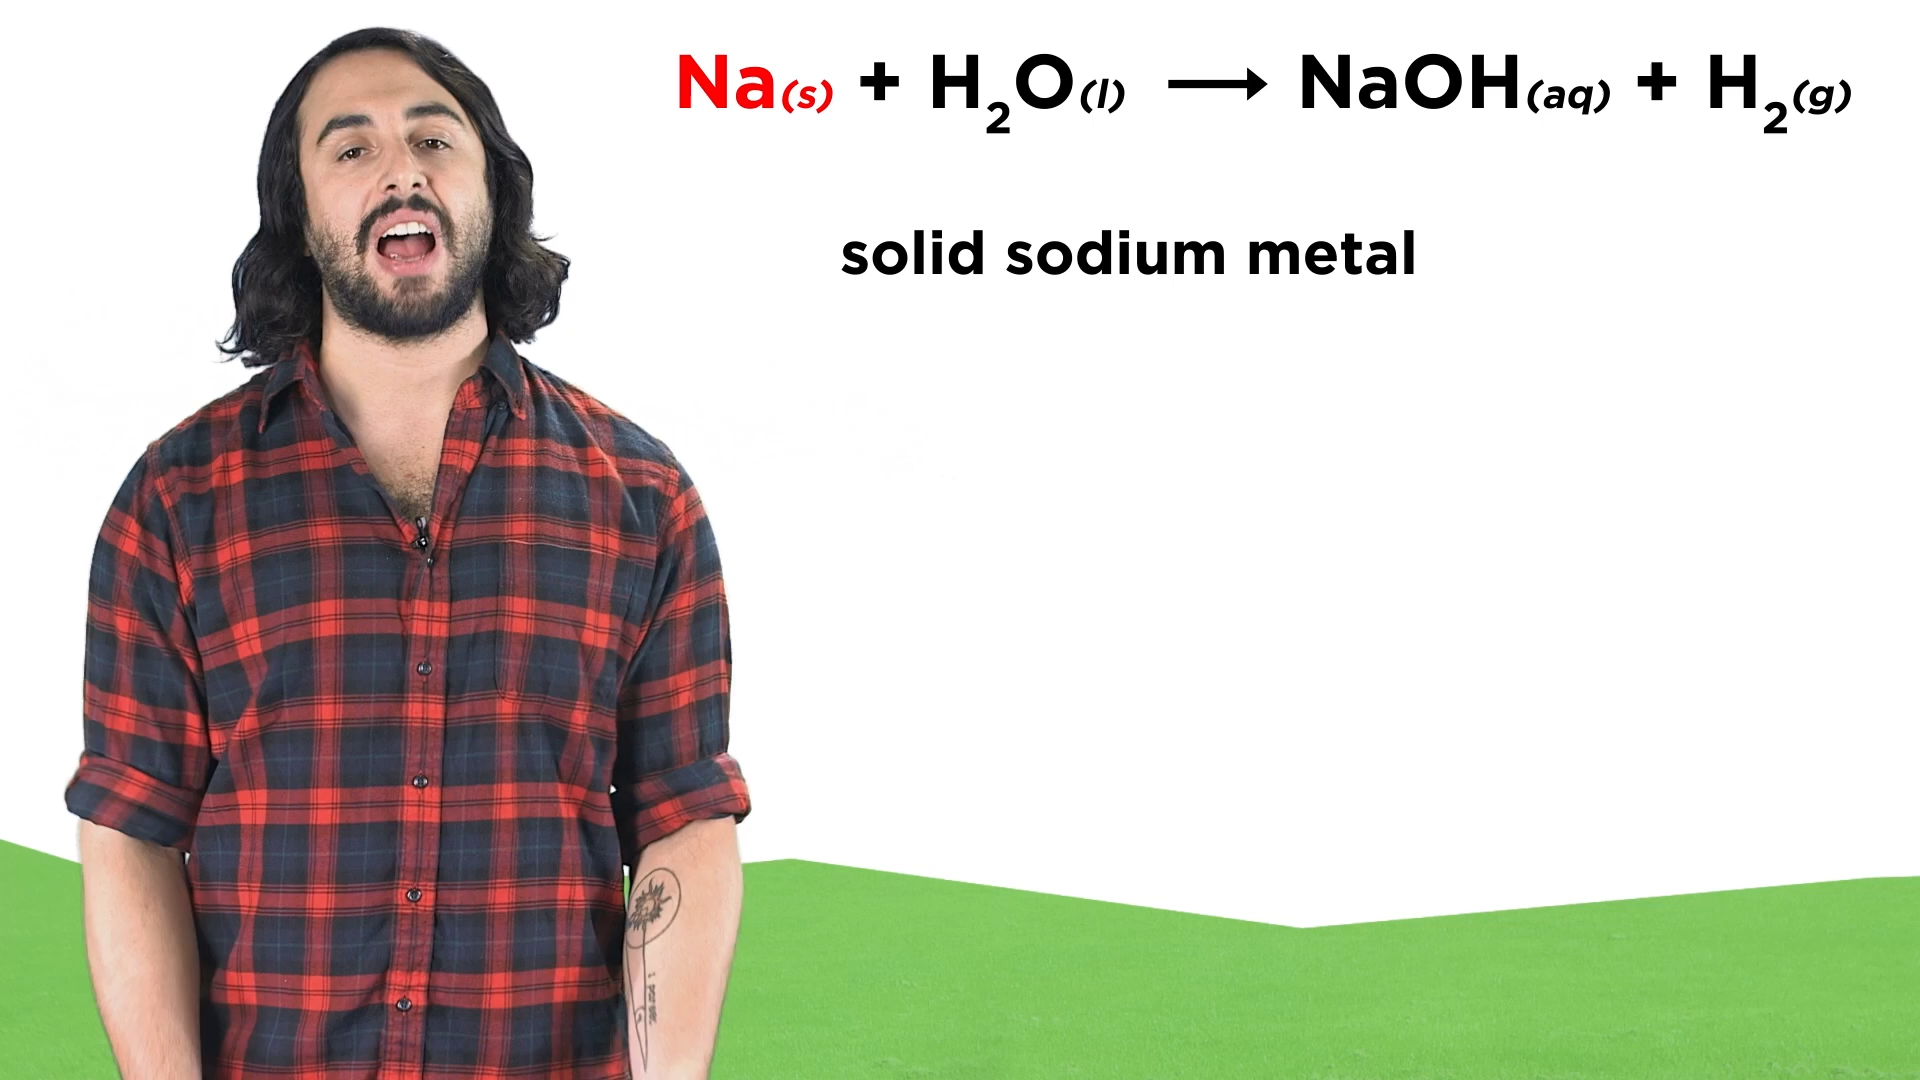 Na(s) + H₂O(l) ⟶ NaOH(aq) + H₂(g)
solid sodium metal